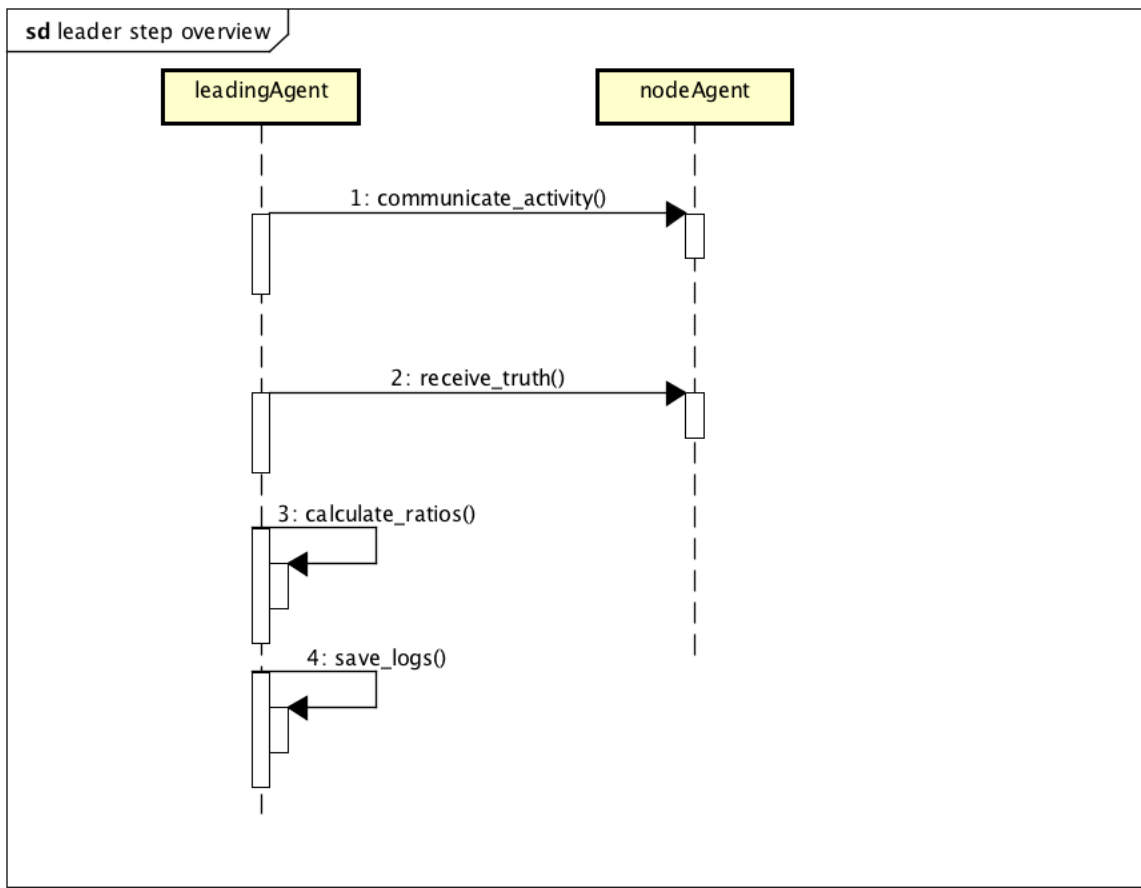 sd leader step overview
leadingAgent
nodeAgent
1: communicate_activity()
2: receive_truth()
3: calculate_ratios()
4: save_logs()